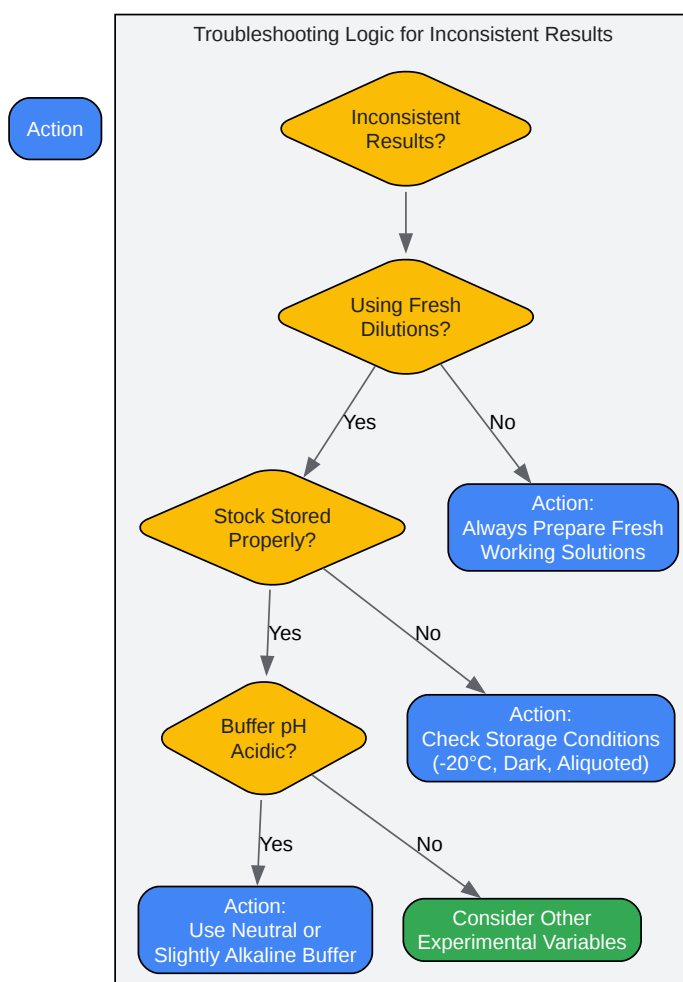 Troubleshooting Logic for Inconsistent Results
Action
Inconsistent
Results?
Using Fresh
Dilutions?
Yes
No
Stock Stored
Properly?
Action:
Always Prepare Fresh
Working Solutions
Yes
No
Buffer pH
Acidic?
Action:
Check Storage Conditions
(-20°C, Dark, Aliquoted)
Yes
No
Action:
Use Neutral or
Slightly Alkaline Buffer
Consider Other
Experimental Variables